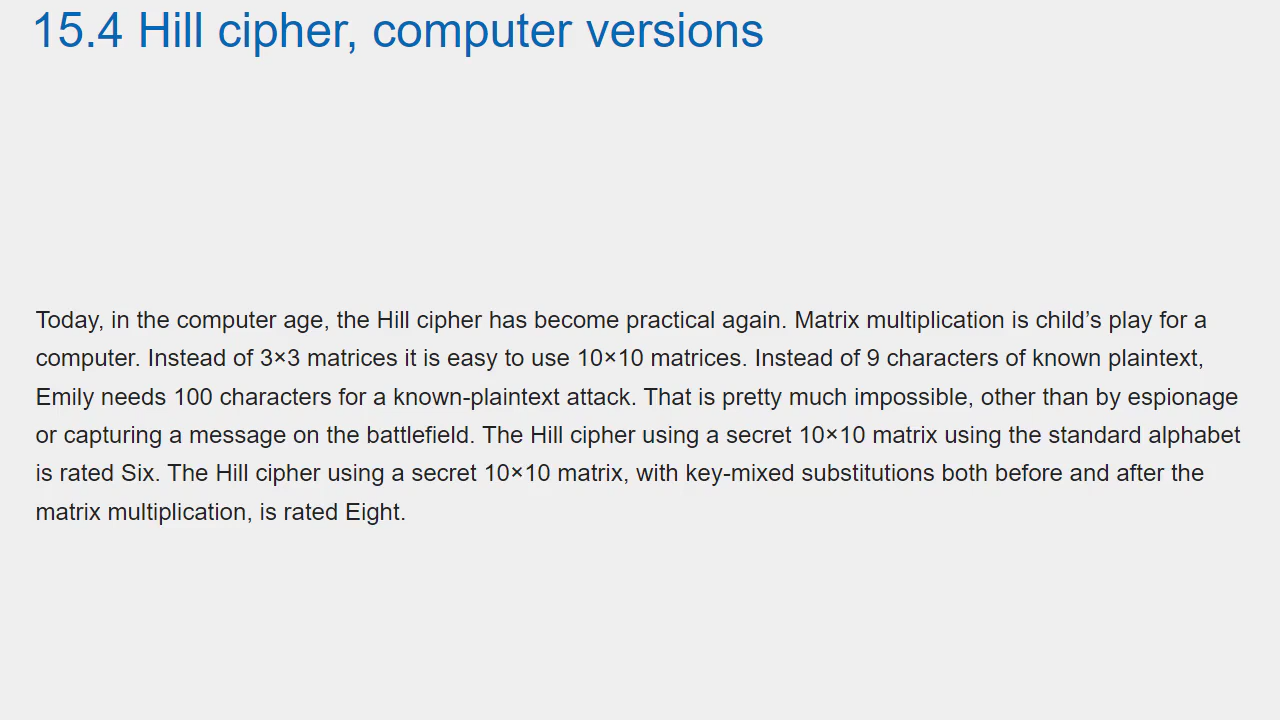 15.4 Hill cipher, computer versions
Today, in the computer age, the Hill cipher has become practical again. Matrix multiplication is child’s play for a
computer. Instead of 3×3 matrices it is easy to use 10×10 matrices. Instead of 9 characters of known plaintext,
Emily needs 100 characters for a known-plaintext attack. That is pretty much impossible, other than by espionage
or capturing a message on the battlefield. The Hill cipher using a secret 10×10 matrix using the standard alphabet
is rated Six. The Hill cipher using a secret 10×10 matrix, with key-mixed substitutions both before and after the
matrix multiplication, is rated Eight.